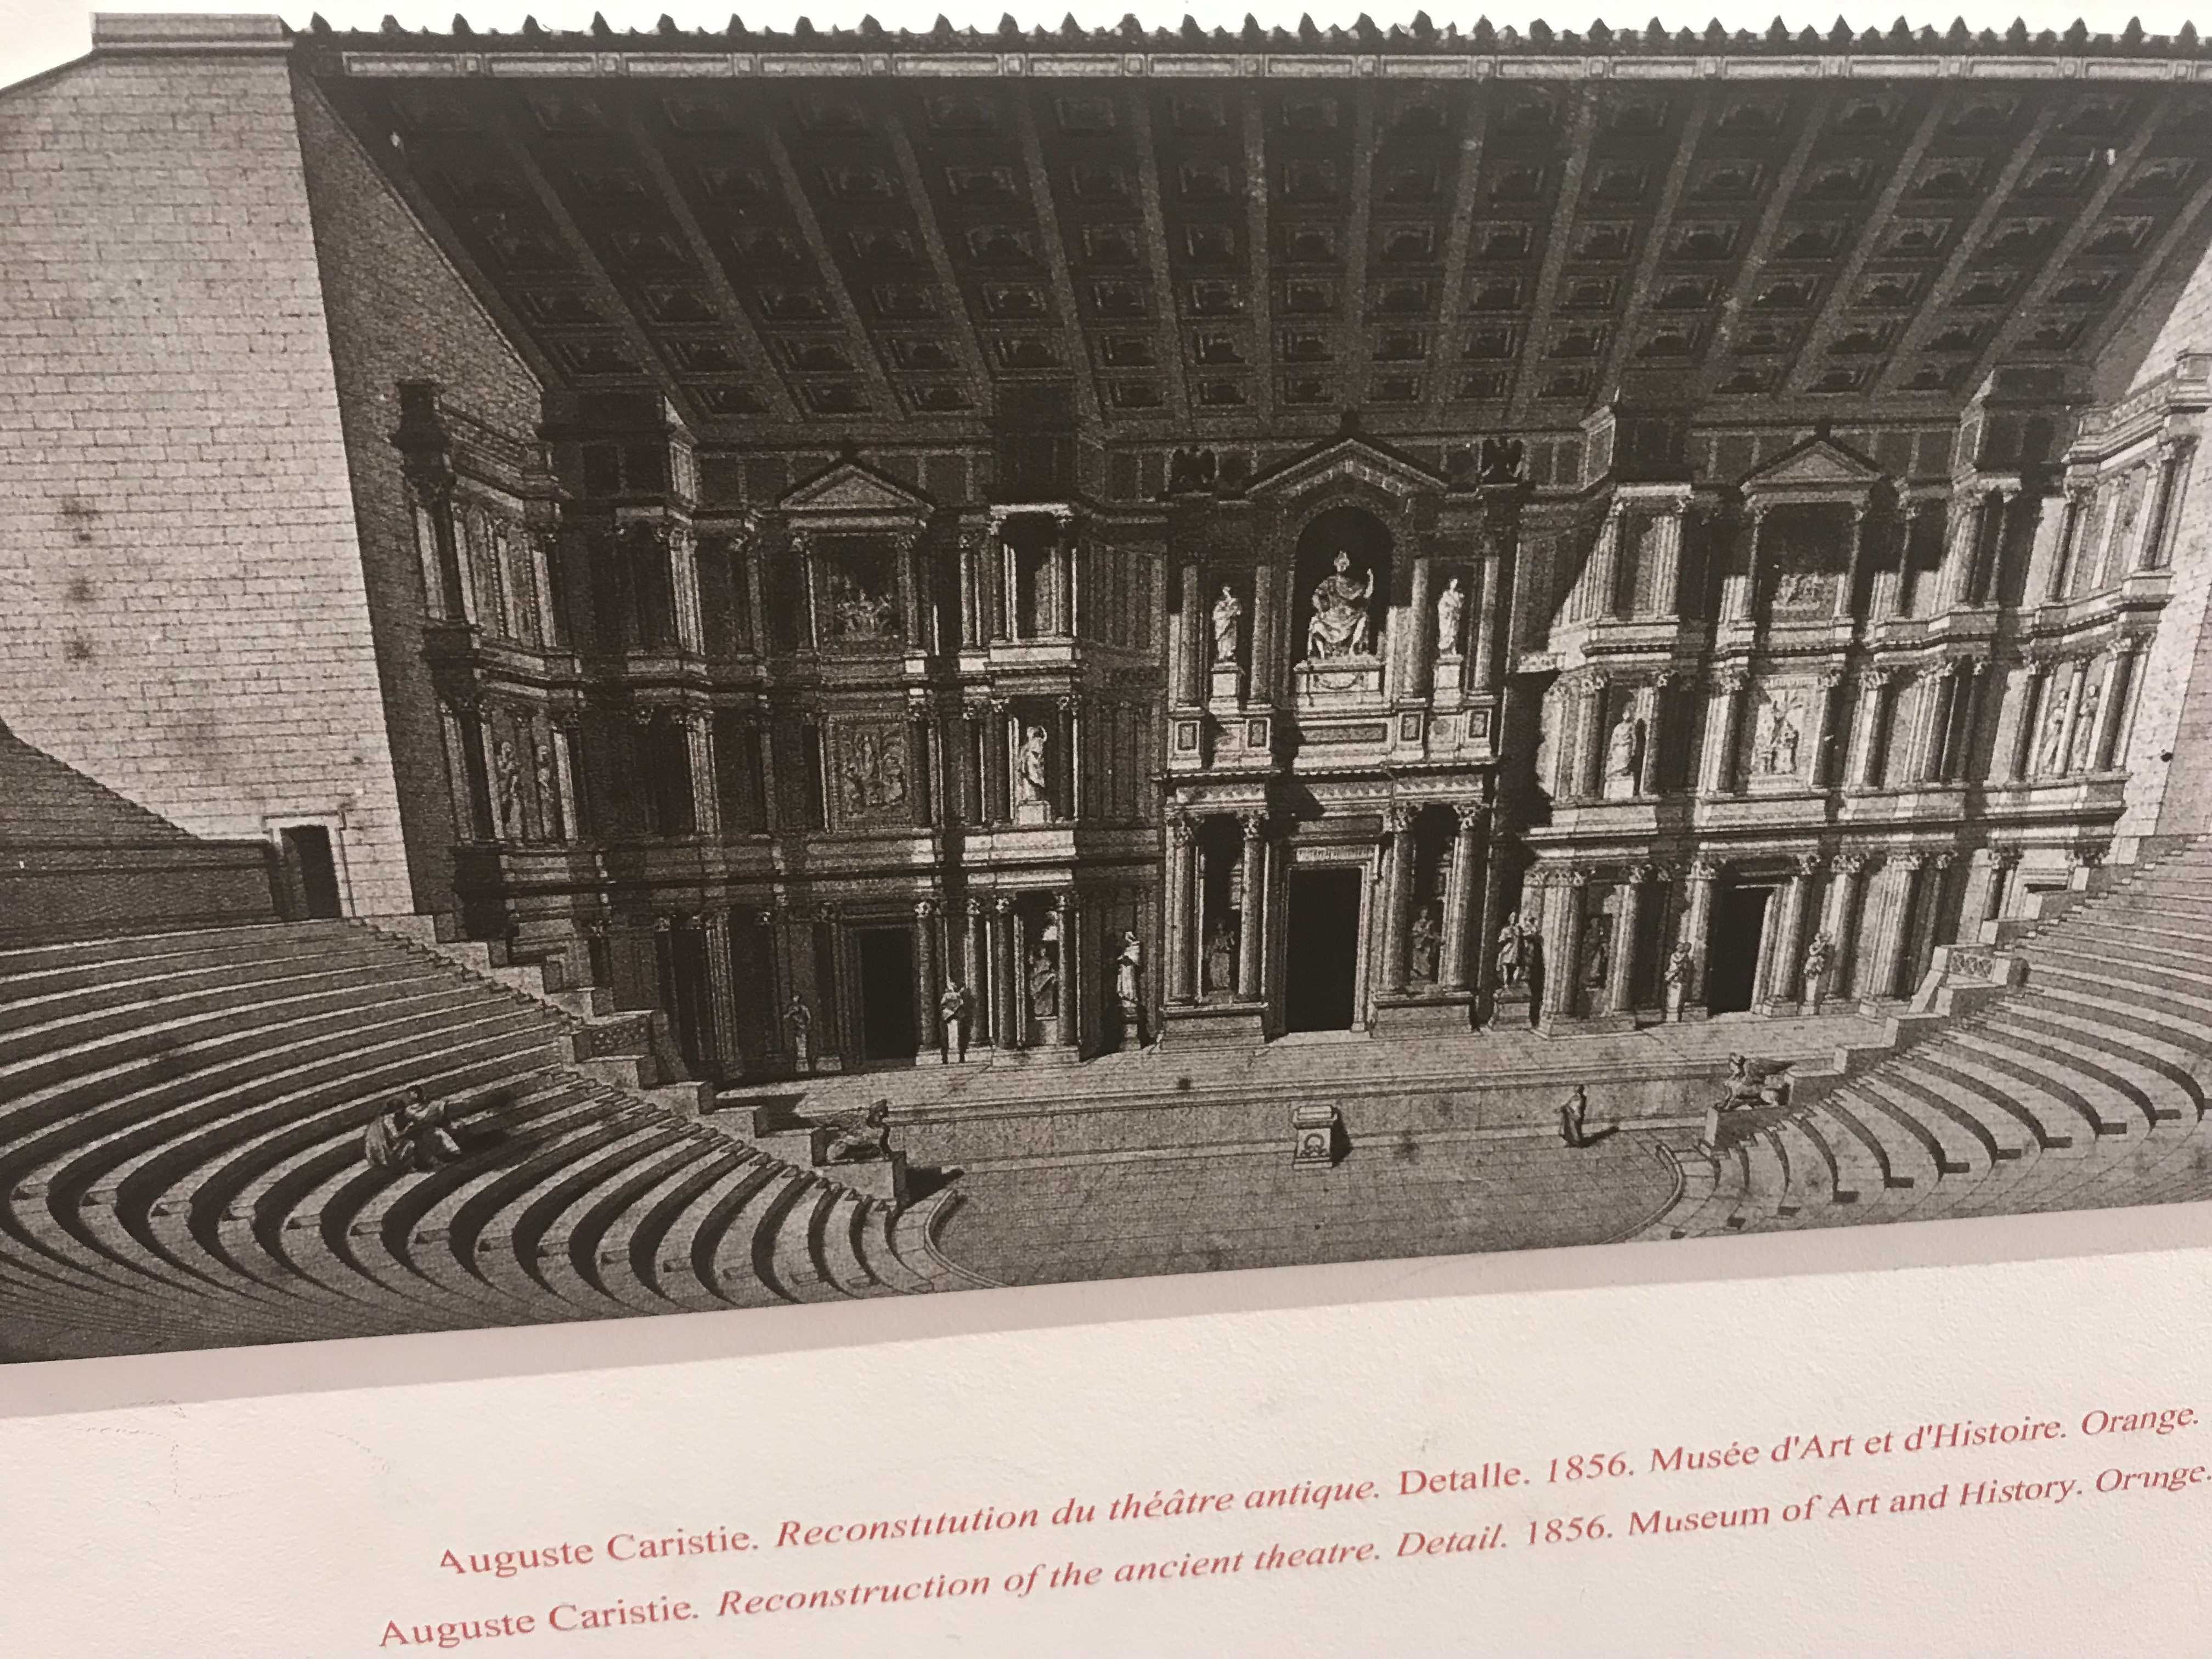 Auguste Caristie. Reconstitution du théâtre antique. Detalle. 1856. Musée d'Art et d'Histoire. Orange.
Auguste Caristie. Reconstruction of the ancient theatre. Detail. 1856. Museum of Art and History. Orange.